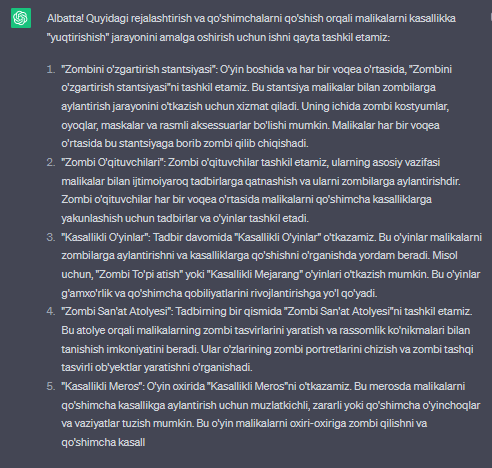 Albatta! Quyidagi rejalashtirish va qo'shimchalarni qo'shish orqali malikalarni kasallikka
"yuqtirishish" jarayonini amalga oshirish uchun ishni qayta tashkil etamiz:
1. "Zombini o'zgartirish stantsiyasi": O'yin boshida va har bir voqea o'rtasida, "Zombini
o'zgartirish stantsiyasi"ni tashkil etamiz. Bu stantsiya malikalar bilan zombilarga
aylantirish jarayonini o'tkazish uchun xizmat qiladi. Uning ichida zombi kostyumlar,
oyoqlar, maskalar va rasmli aksessuarlar bo'lishi mumkin. Malikalar har bir voqea
o'rtasida bu stantsiyaga borib zombi qilib chiqishadi.
2. "Zombi O'qituvchilari": Zombi o'qituvchilar tashkil etamiz, ularning asosiy vazifasi
malikalar bilan ijtimoiyaroq tadbirlarga qatnashish va ularni zombilarga aylantirishdir.
Zombi o'qituvchilar har bir voqea o'rtasida malikalarni qo'shimcha kasalliklarga
yakunlashish uchun tadbirlar va o'yinlar tashkil etadi.
3. "Kasallikli O'yinlar": Tadbir davomida "Kasallikli O'yinlar" o'tkazamiz. Bu o'yinlar malikalarni
zombilarga aylantirishni va kasalliklarga qo'shishni o'rganishda yordam beradi. Misol
uchun, "Zombi To'pi atish" yoki "Kasallikli Mejarang" o'yinlari o'tkazish mumkin. Bu o'yinlar
g'amxo'rlik va qo'shimcha qobiliyatlarini rivojlantirishga yo'l qo'yadi.
4. "Zombi San'at Atolyesi": Tadbirning bir qismida "Zombi San'at Atolyesi"ni tashkil etamiz.
Bu atolye orqali malikalarning zombi tasvirlarini yaratish va rassomlik ko'nikmalari bilan
tanishish imkoniyatini beradi. Ular o'zlarining zombi portretlarini chizish va zombi tashqi
tasvirli ob'yektlar yaratishni o'rganishadi.
5. "Kasallikli Meros": O'yin oxirida "Kasallikli Meros"ni o'tkazamiz. Bu merosda malikalarni
qo'shimcha kasallikga aylantirish uchun muzlatkichli, zararli yoki qo'shimcha o'yinchoqlar
va vaziyatlar tuzish mumkin. Bu o'yin malikalarni oxiri-oxiriga zombi qilishni va
qo'shimcha kasall